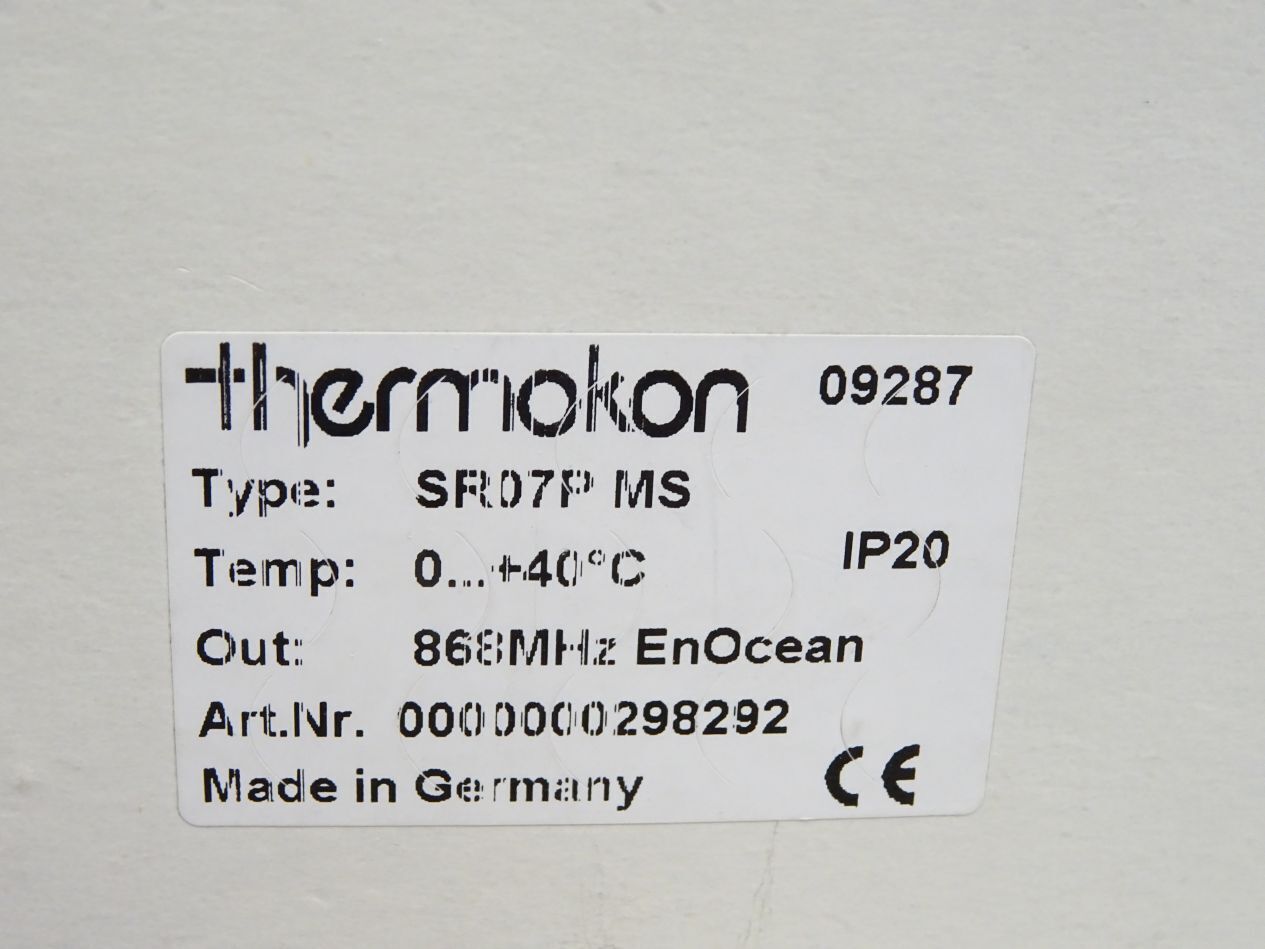 thermokon 09287
Type: SR07P MS
Temp: 0...+40°C IP20
Out: 868MHz EnOcean
Art.Nr. 0000000298292
Made in Germany CE